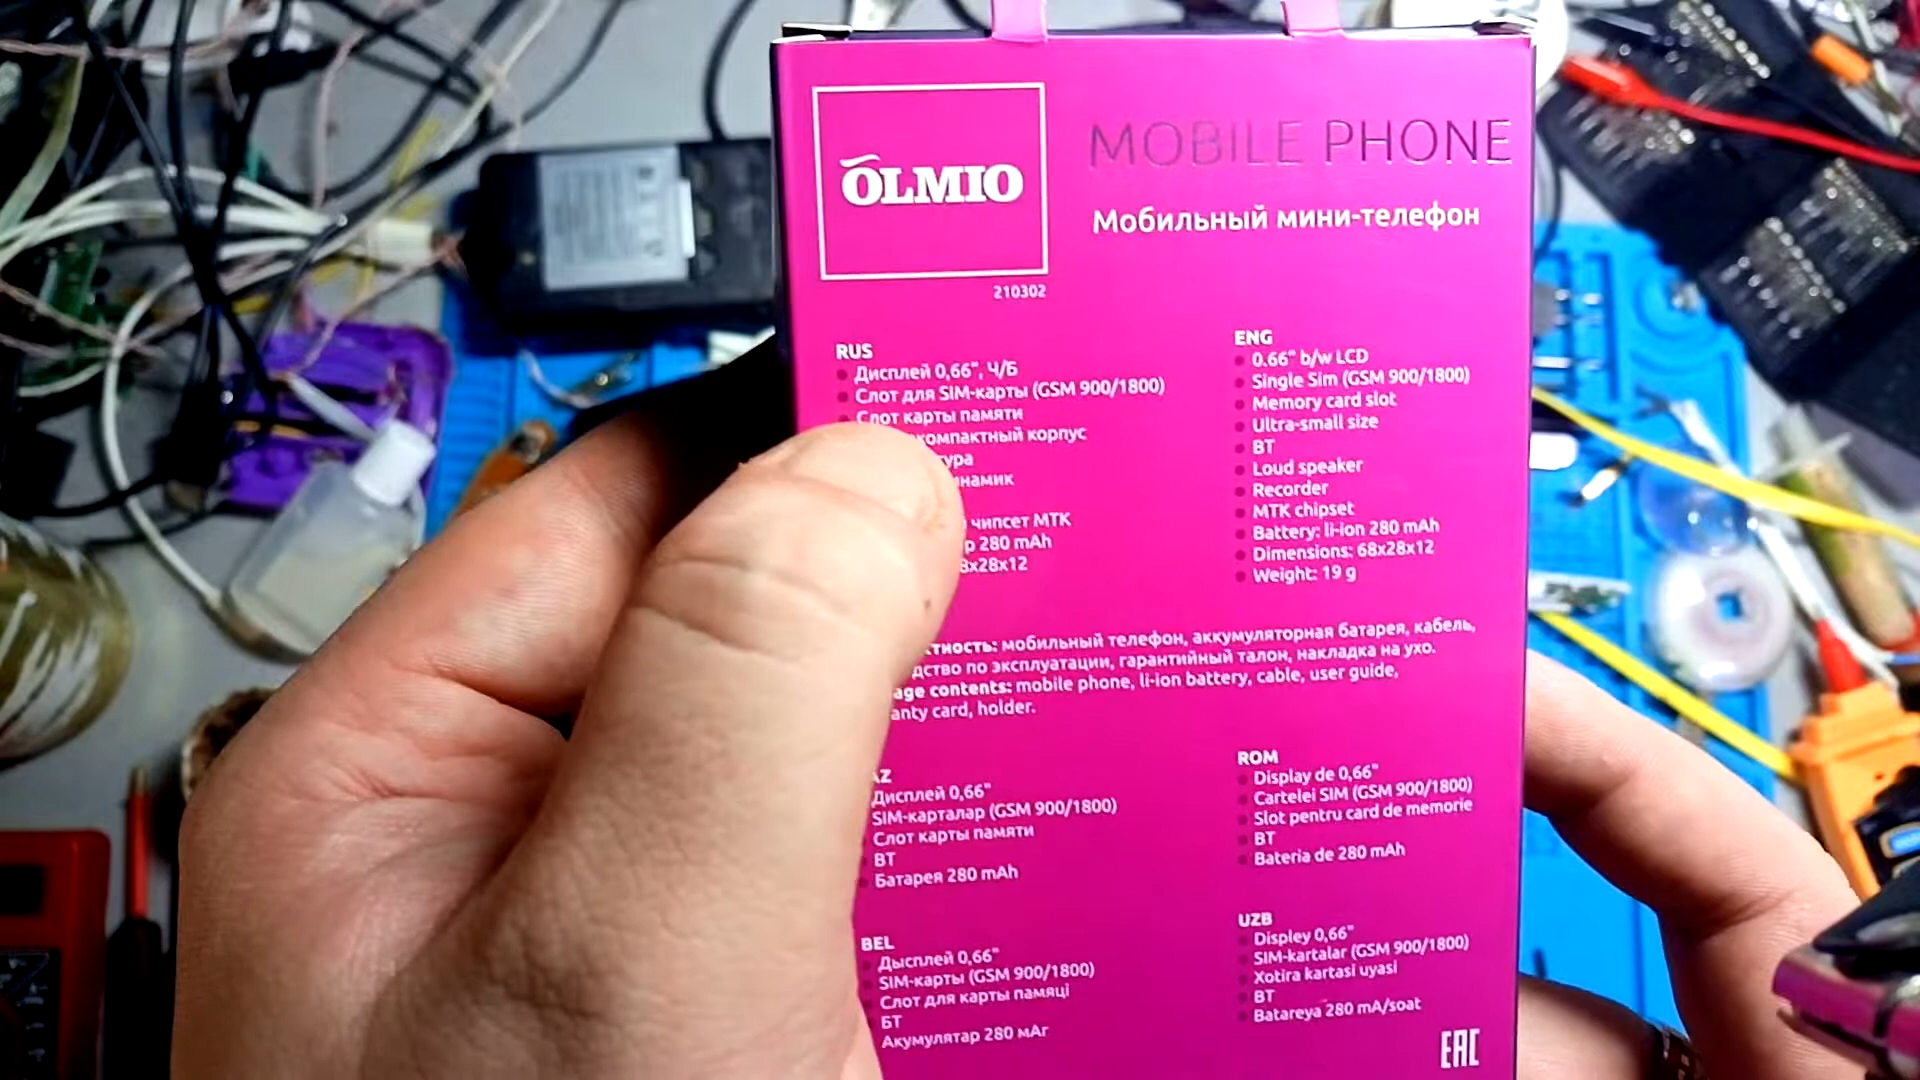 ÕLMIO
210302
MOBILE PHONE
Мобильный мини-телефон
RUS
Дисплей 0,66", Ч/Б
Слот для SIM-карты (GSM 900/1800)
Слот карты памяти
корпус
чипсет МТК
280 mAh
x28x12
ENG
0.66" b/w LCD
Single Sim (GSM 900/1800)
Memory card slot
Ultra-small size
BT
Loud speaker
Recorder
MTK chipset
Battery: li-ion 280 mAh
Dimensions: 68x28x12
Weight: 19 g
мобильный телефон, аккумуляторная батарея, кабель,
по эксплуатации, гарантийный талон, накладка на ухо.
contents: mobile phone, li-ion battery, cable, user guide,
card, holder.
Дисплей 0,66"
SIM-карталар (GSM 900/1800)
Слот карты памяти
BT
Батарея 280 mAh
ROM
Display de 0,66"
Cartelei SIM (GSM 900/1800)
Slot pentru card de memorie
BT
Bateria de 280 mAh
BEL
Дысплей 0,66"
SIM-карты (GSM 900/1800)
Слот для карты памяці
БТ
Акумулятар 280 мАг
UZB
Displey 0,66"
SIM-kartalar (GSM 900/1800)
Xotira kartasi uyasi
BT
Batareya 280 mA/soat
EAC